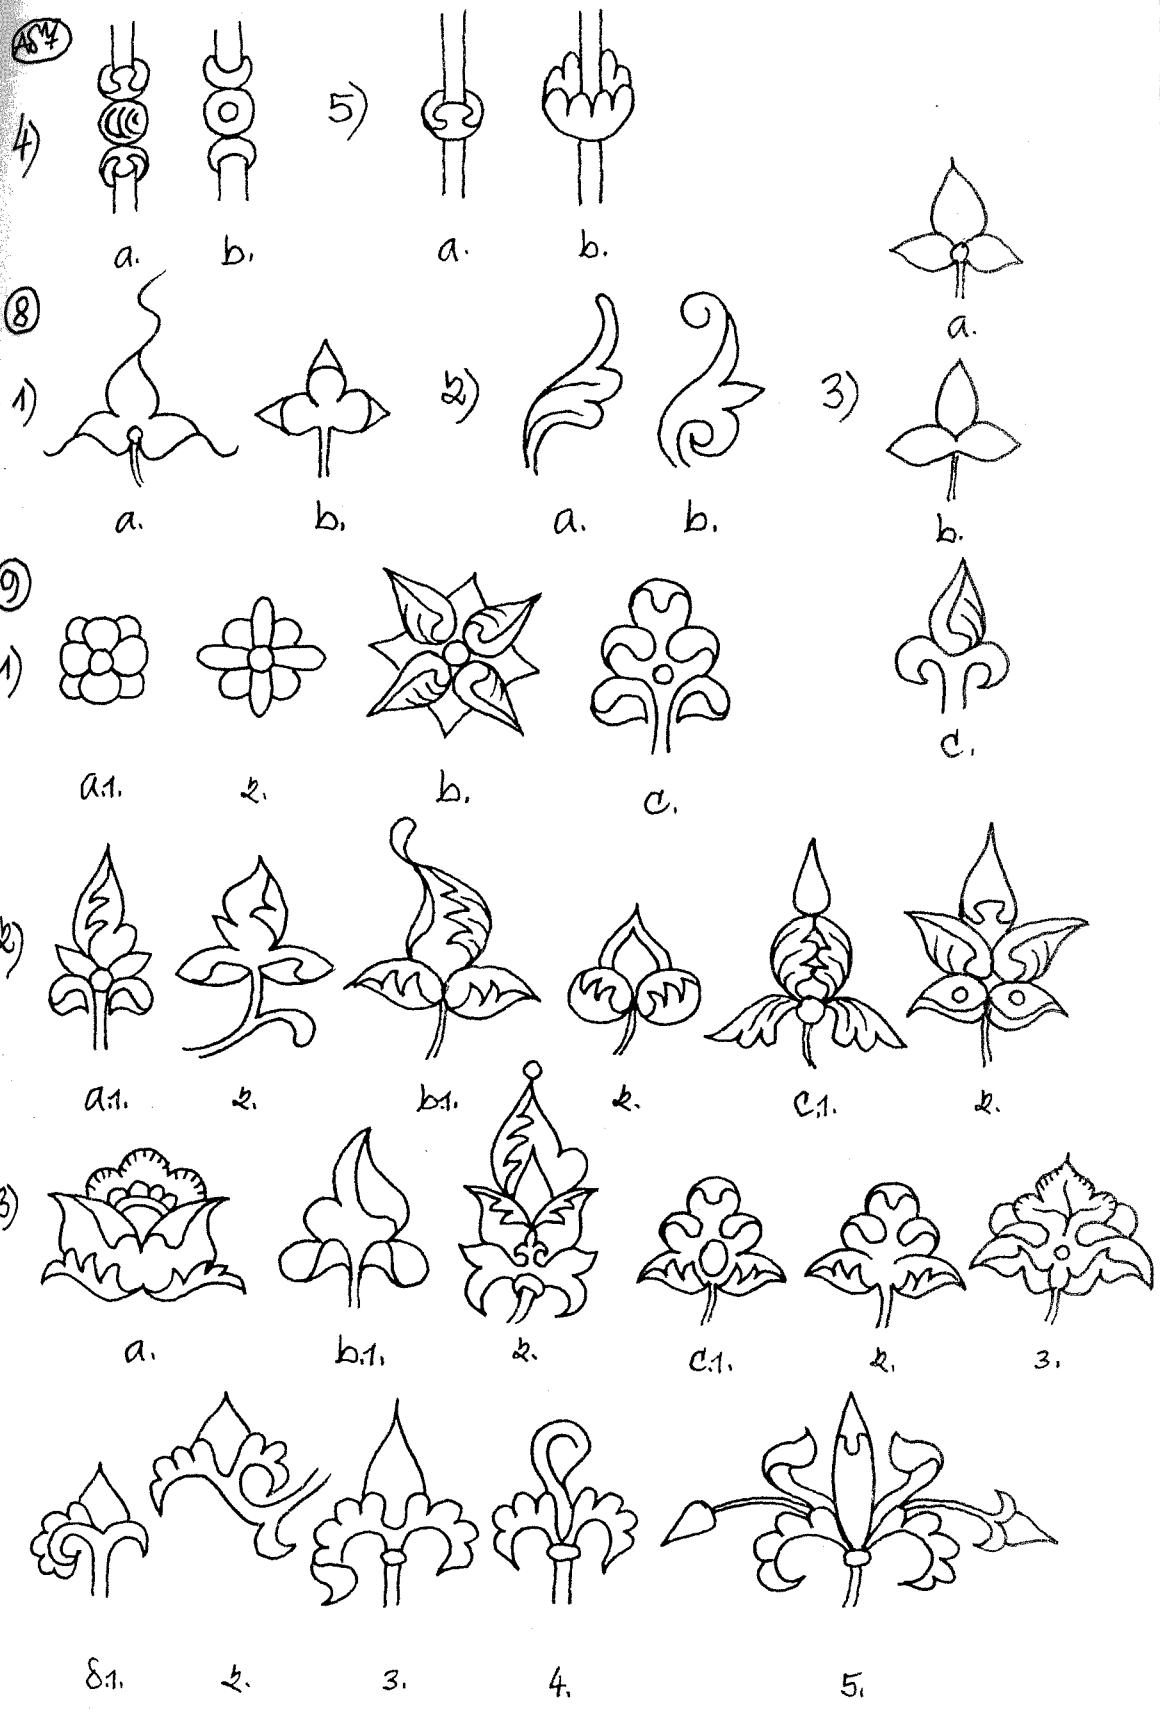 4) 5)
a. b. a. b.
8
1) 2) 3)
a.
a. b. a. b. b.
9
1)
a.1. 2. b. c. c.
2)
a.1. 2. b.1. 2. c.1. 2.
3)
a. b.1. 2. c.1. 2. 3.
δ.1. 2. 3. 4. 5.